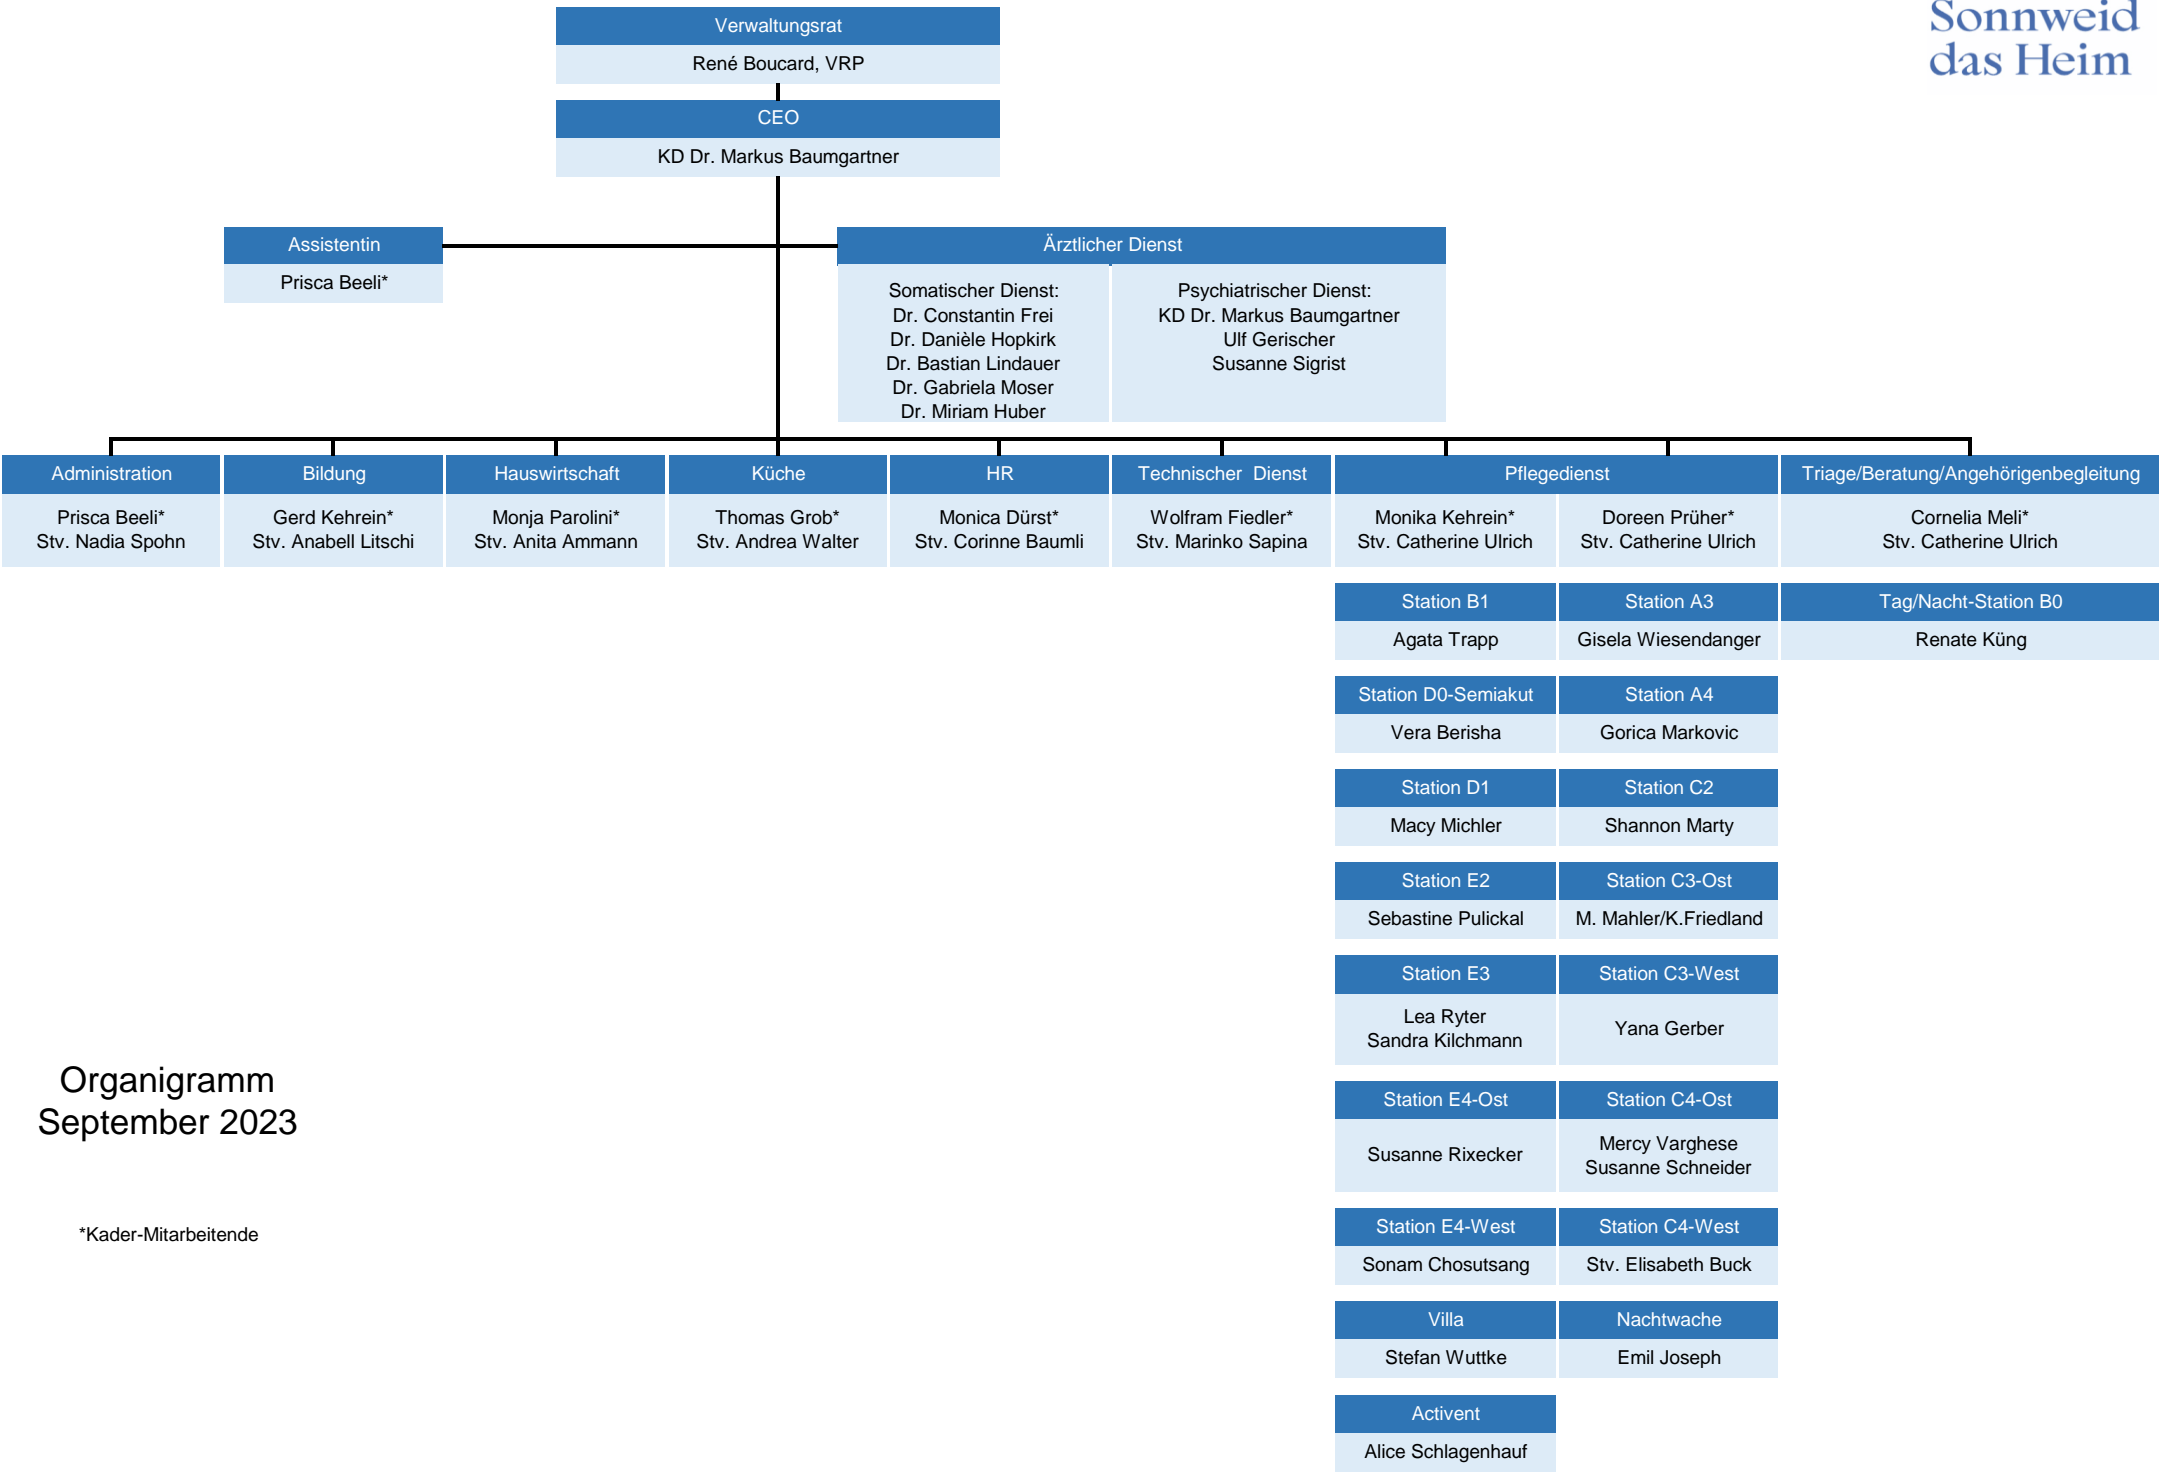 Sonnweid
das Heim
Verwaltungsrat
René Boucard, VRP
CEO
KD Dr. Markus Baumgartner
Assistentin
Prisca Beeli*
Ärztlicher Dienst
Somatischer Dienst:
Dr. Constantin Frei
Dr. Danièle Hopkirk
Dr. Bastian Lindauer
Dr. Gabriela Moser
Dr. Miriam Huber
Psychiatrischer Dienst:
KD Dr. Markus Baumgartner
Ulf Gerischer
Susanne Sigrist
Administration
Prisca Beeli*
Stv. Nadia Spohn
Bildung
Gerd Kehrein*
Stv. Anabell Litschi
Hauswirtschaft
Monja Parolini*
Stv. Anita Ammann
Küche
Thomas Grob*
Stv. Andrea Walter
HR
Monica Dürst*
Stv. Corinne Baumli
Technischer Dienst
Wolfram Fiedler*
Stv. Marinko Sapina
Pflegedienst
Monika Kehrein*
Stv. Catherine Ulrich
Doreen Prüher*
Stv. Catherine Ulrich
Triage/Beratung/Angehörigenbegleitung
Cornelia Meli*
Stv. Catherine Ulrich
Station B1
Agata Trapp
Station A3
Gisela Wiesendanger
Tag/Nacht-Station B0
Renate Küng
Station D0-Semiakut
Vera Berisha
Station A4
Gorica Markovic
Station D1
Macy Michler
Station C2
Shannon Marty
Station E2
Sebastine Pulickal
Station C3-Ost
M. Mahler/K.Friedland
Station E3
Lea Ryter
Sandra Kilchmann
Station C3-West
Yana Gerber
Station E4-Ost
Susanne Rixecker
Station C4-Ost
Mercy Varghese
Susanne Schneider
Station E4-West
Sonam Chosutsang
Station C4-West
Stv. Elisabeth Buck
Villa
Stefan Wuttke
Nachtwache
Emil Joseph
Activent
Alice Schlagenhauf
Organigramm
September 2023
*Kader-Mitarbeitende